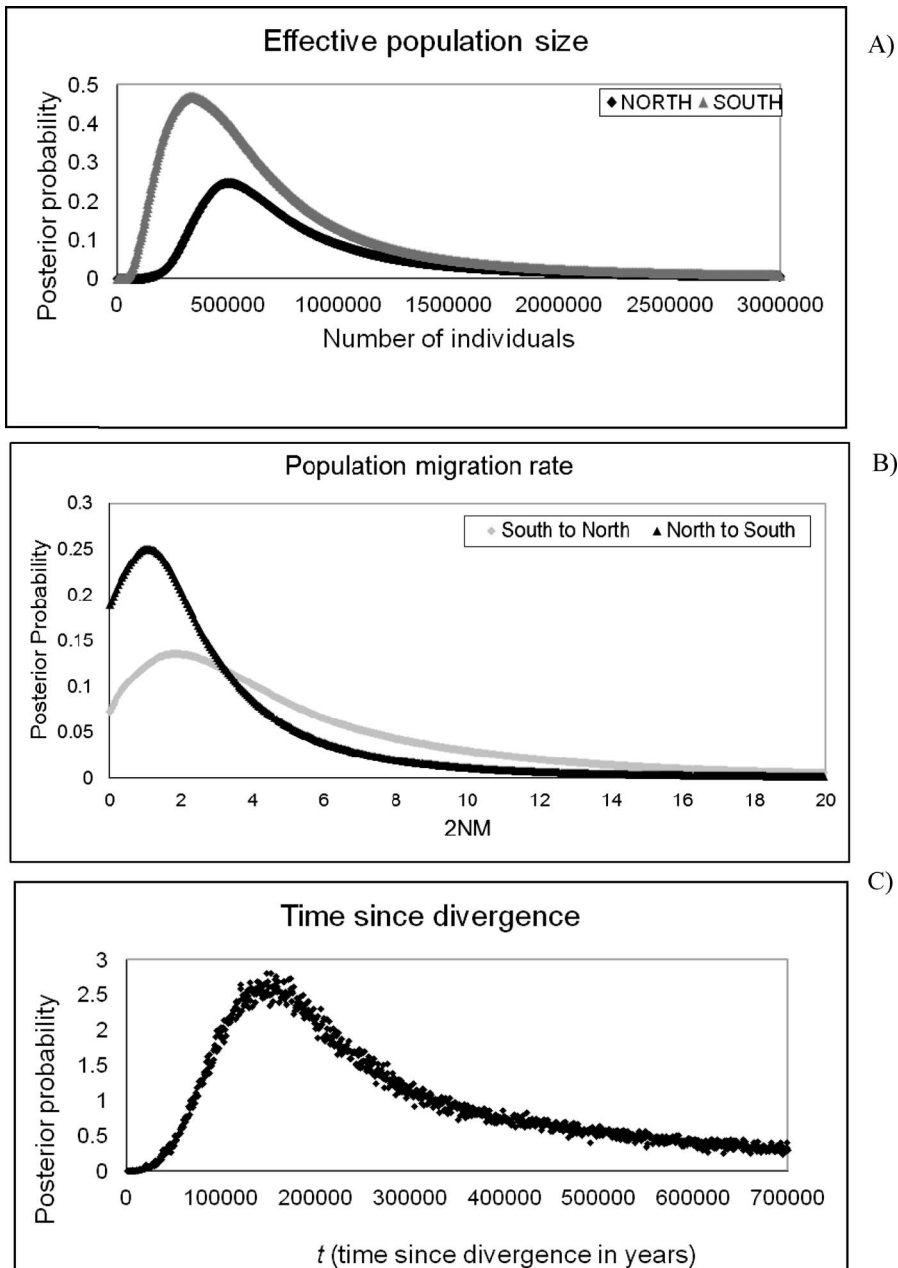 Effective population size
A)
Posterior probability
0.5
0.4
0.3
0.2
0.1
0
NORTH SOUTH
0 500000 1000000 1500000 2000000 2500000 3000000
Number of individuals
Population migration rate
B)
Posterior Probability
0.3
0.25
0.2
0.15
0.1
0.05
0
South to North North to South
0 2 4 6 8 10 12 14 16 18 20
2NM
C)
Time since divergence
Posterior probability
3
2.5
2
1.5
1
0.5
0
0 100000 200000 300000 400000 500000 600000 700000
t (time since divergence in years)